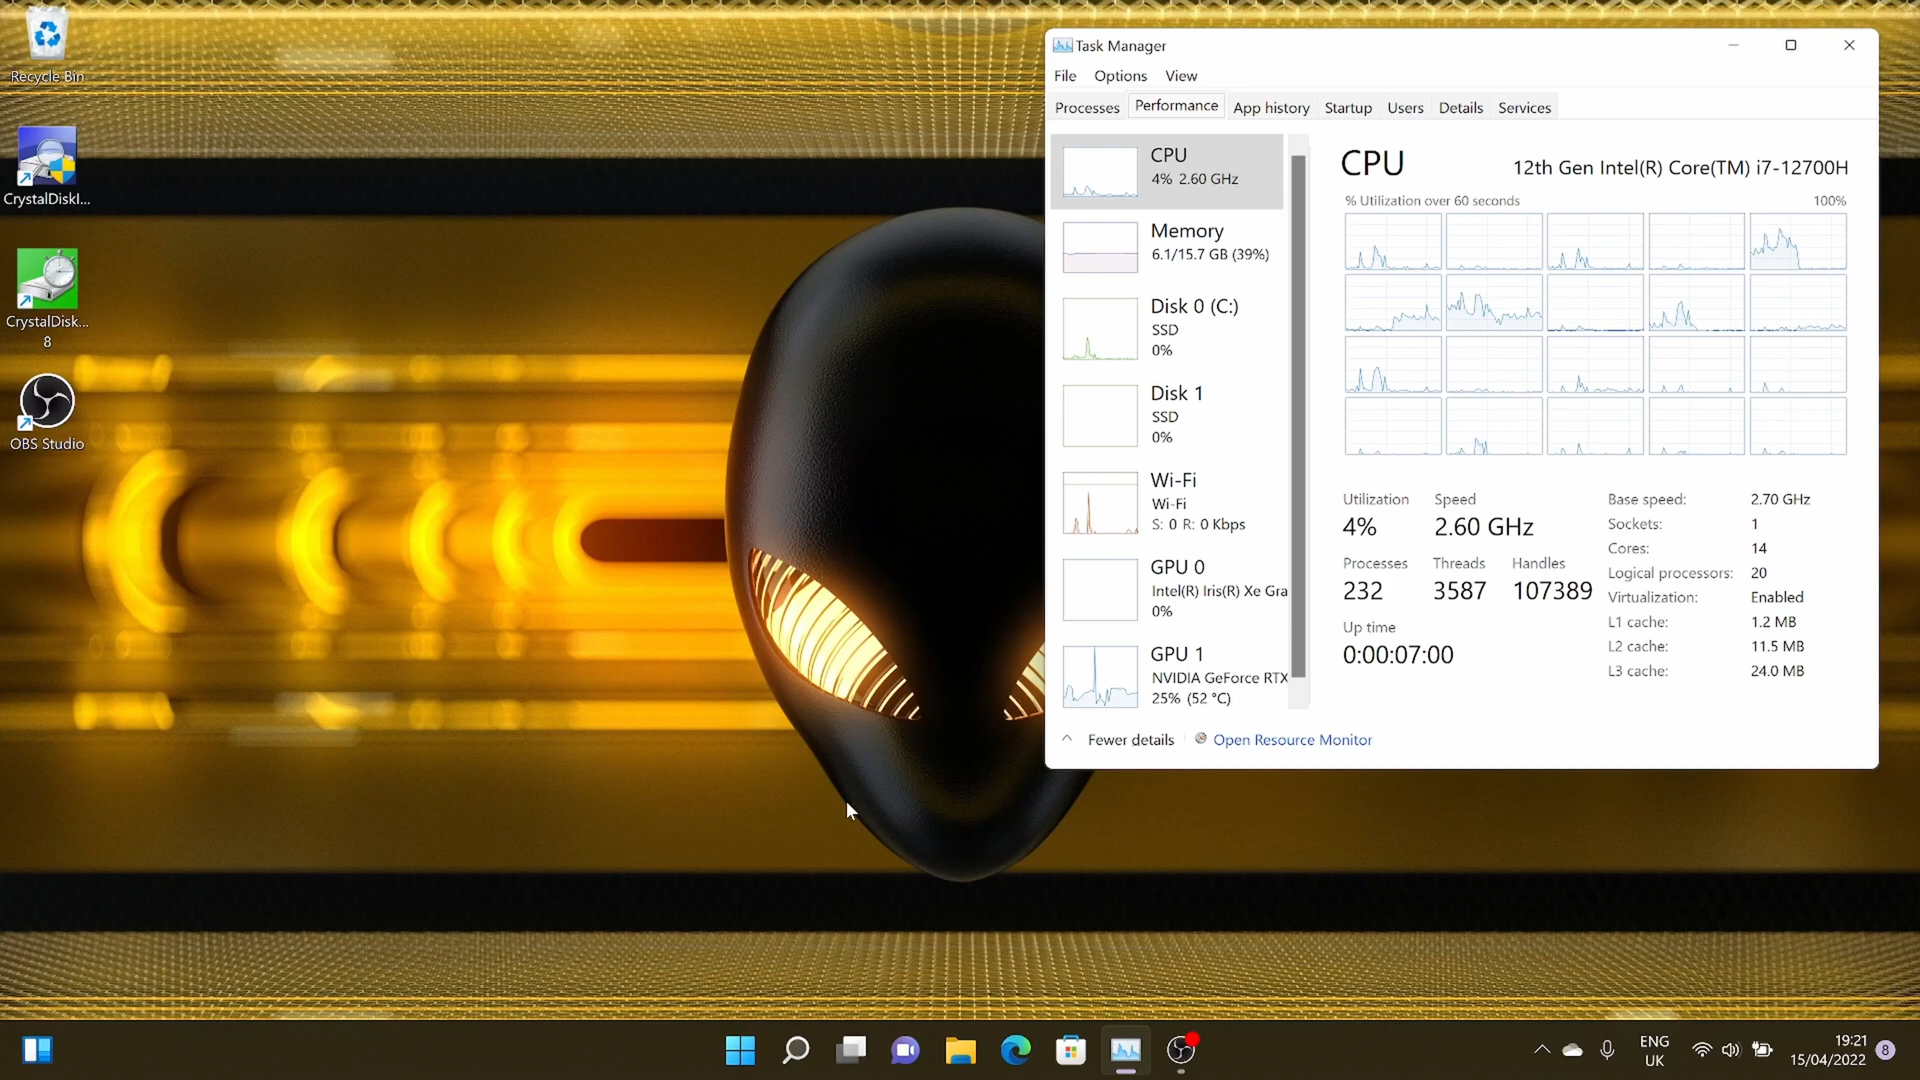 Recycle Bin
CrystalDiskI...
CrystalDisk...
8
OBS Studio
Task Manager
File Options View
Processes Performance App history Startup Users Details Services
CPU
4% 2.60 GHz
Memory
6.1/15.7 GB (39%)
Disk 0 (C:)
SSD
0%
Disk 1
SSD
0%
Wi-Fi
Wi-Fi
S: 0 R: 0 Kbps
GPU 0
Intel(R) Iris(R) Xe Gra
0%
GPU 1
NVIDIA GeForce RTX
25% (52 °C)
CPU 12th Gen Intel(R) Core(TM) i7-12700H
% Utilization over 60 seconds 100%
Utilization Speed
4% 2.60 GHz
Processes Threads Handles
232 3587 107389
Up time
0:00:07:00
Base speed: 2.70 GHz
Sockets: 1
Cores: 14
Logical processors: 20
Virtualization: Enabled
L1 cache: 1.2 MB
L2 cache: 11.5 MB
L3 cache: 24.0 MB
Fewer details Open Resource Monitor
ENG
UK
19:21
15/04/2022
8